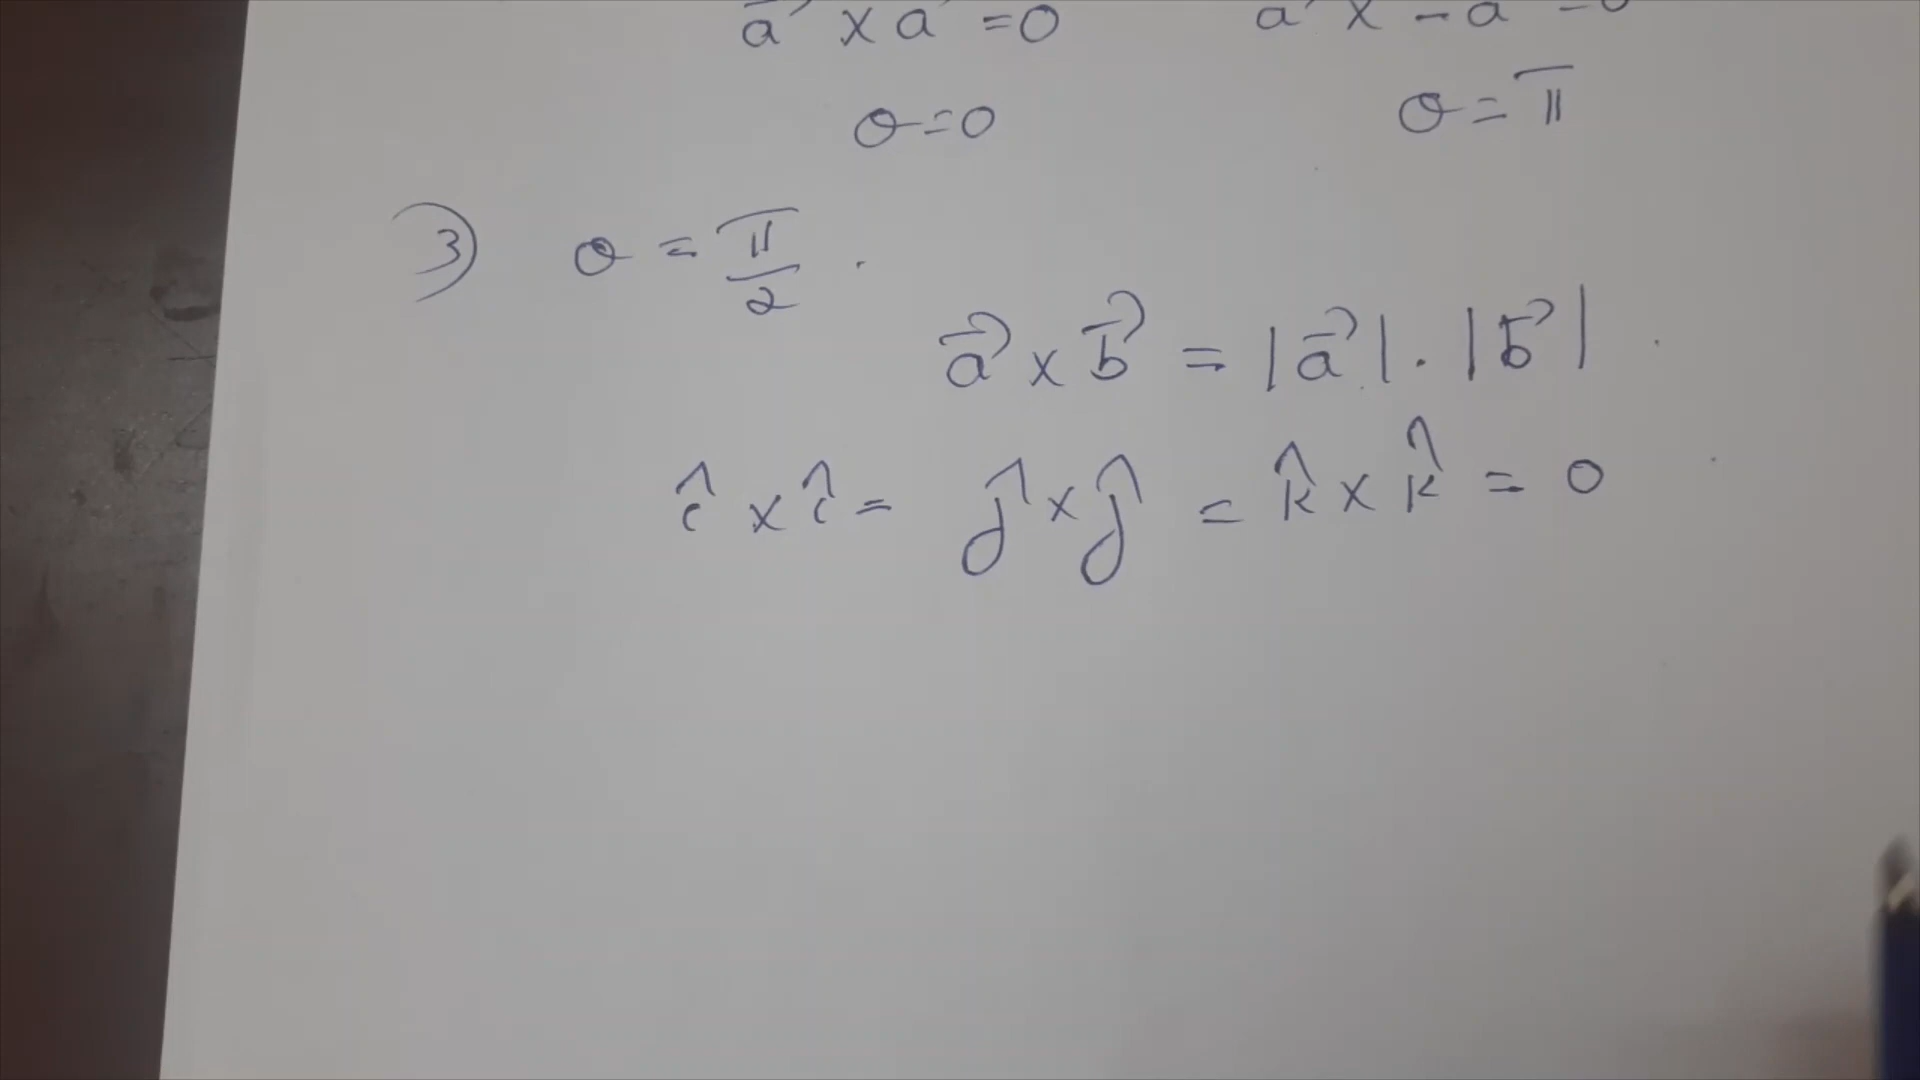 a⃗ × a⃗ = 0 a⃗ × -a⃗ = 0
θ = 0 θ = π
3) θ = π/2 .
a⃗ × b⃗ = |a⃗| . |b⃗|
î × î = ĵ × ĵ = k̂ × k̂ = 0